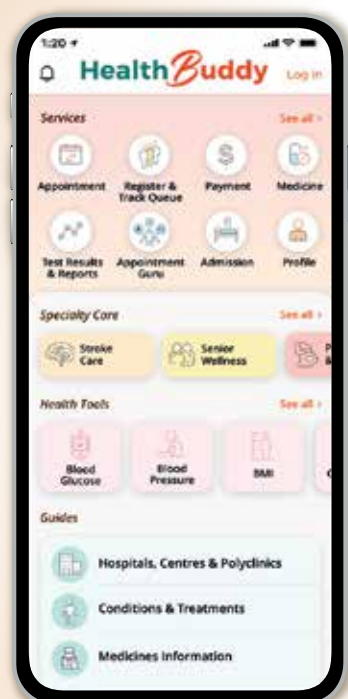 1:20
HealthBuddy
Log in
Services
See all >
Appointment
Register &
Track Queue
Payment
Medicine
Test Results
& Reports
Appointment
Guru
Admission
Profile
Specialty Care
See all >
Stroke
Care
Senior
Wellness
P
&
Health Tools
See all >
Blood
Glucose
Blood
Pressure
BMI
Guides
Hospitals, Centres & Polyclinics
Conditions & Treatments
Medicines Information